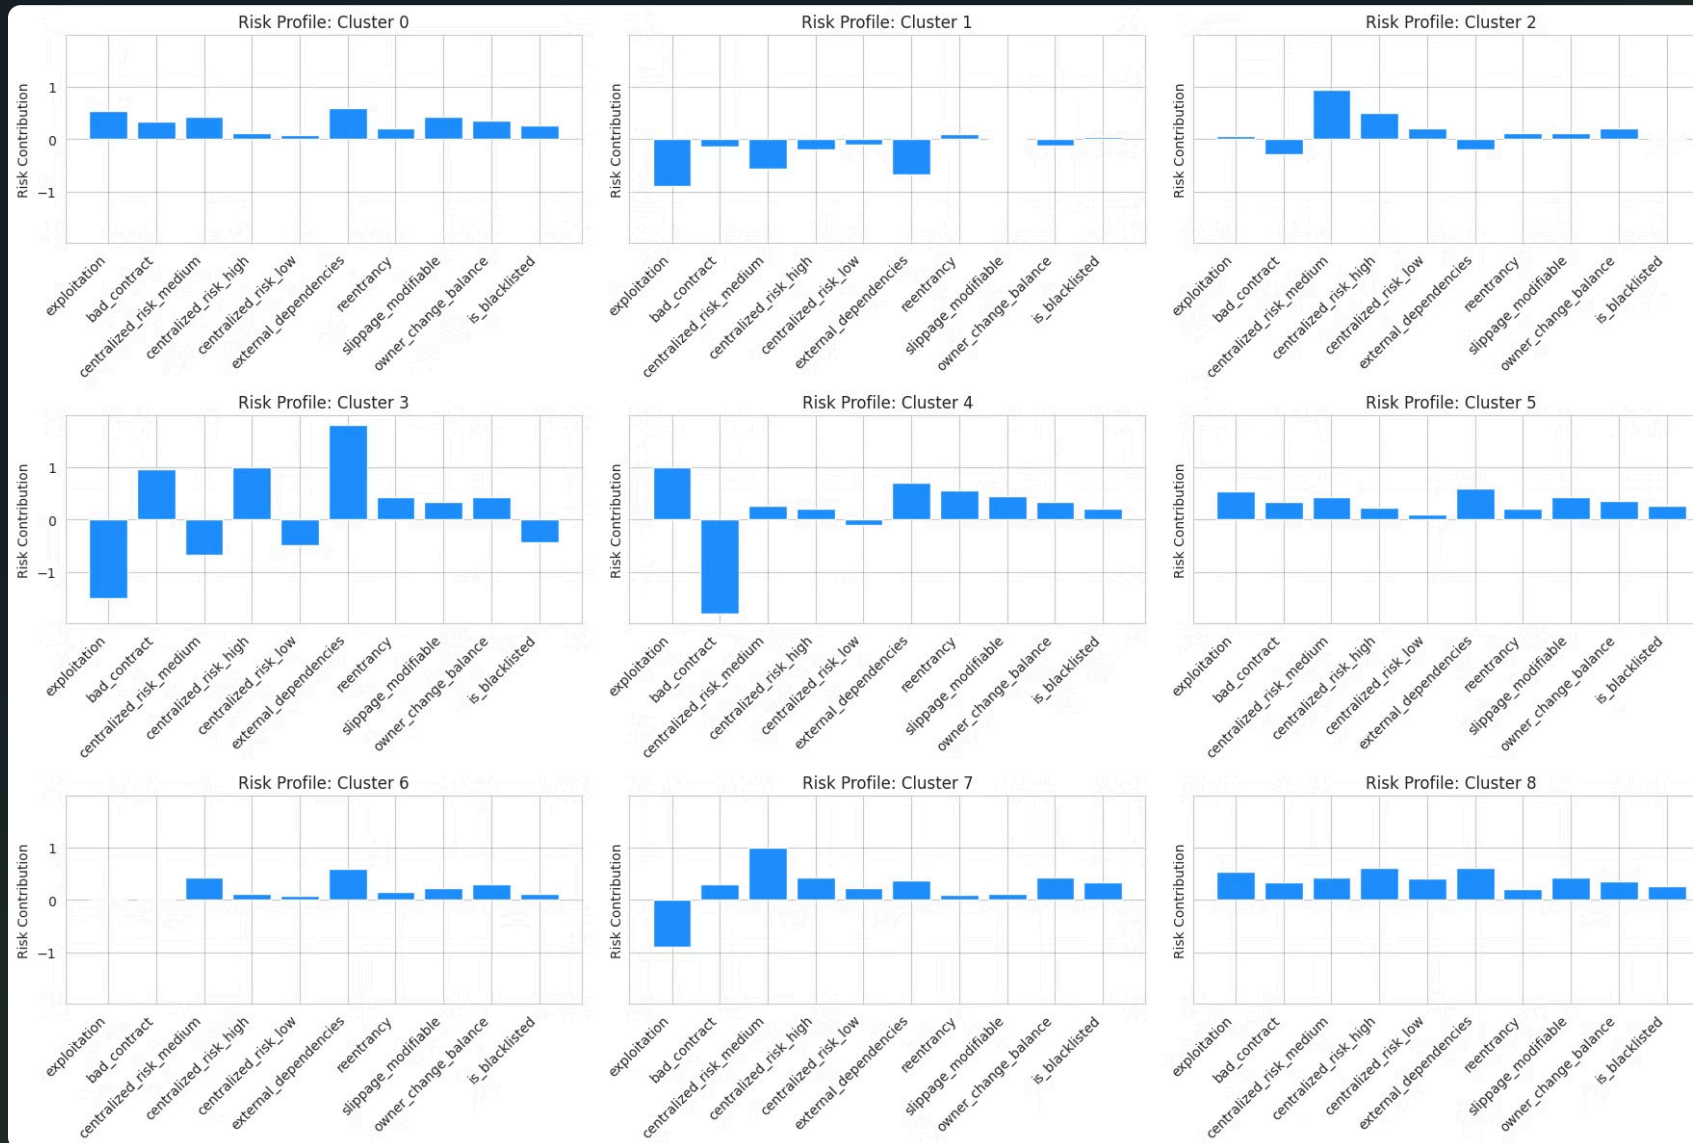 Risk Profile: Cluster 0
Risk Contribution
1
0
−1
exploitation
bad_contract
centralized_risk_medium
centralized_risk_high
centralized_risk_low
external_dependencies
reentrancy
slippage_modifiable
owner_change_balance
is_blacklisted
Risk Profile: Cluster 1
Risk Contribution
exploitation
bad_contract
centralized_risk_medium
centralized_risk_high
centralized_risk_low
external_dependencies
reentrancy
slippage_modifiable
owner_change_balance
is_blacklisted
Risk Profile: Cluster 2
Risk Contribution
exploitation
bad_contract
centralized_risk_medium
centralized_risk_high
centralized_risk_low
external_dependencies
reentrancy
slippage_modifiable
owner_change_balance
is_blacklisted
Risk Profile: Cluster 3
Risk Contribution
1
0
−1
exploitation
bad_contract
centralized_risk_medium
centralized_risk_high
centralized_risk_low
external_dependencies
reentrancy
slippage_modifiable
owner_change_balance
is_blacklisted
Risk Profile: Cluster 4
Risk Contribution
exploitation
bad_contract
centralized_risk_medium
centralized_risk_high
centralized_risk_low
external_dependencies
reentrancy
slippage_modifiable
owner_change_balance
is_blacklisted
Risk Profile: Cluster 5
Risk Contribution
exploitation
bad_contract
centralized_risk_medium
centralized_risk_high
centralized_risk_low
external_dependencies
reentrancy
slippage_modifiable
owner_change_balance
is_blacklisted
Risk Profile: Cluster 6
Risk Contribution
1
0
−1
exploitation
bad_contract
centralized_risk_medium
centralized_risk_high
centralized_risk_low
external_dependencies
reentrancy
slippage_modifiable
owner_change_balance
is_blacklisted
Risk Profile: Cluster 7
Risk Contribution
exploitation
bad_contract
centralized_risk_medium
centralized_risk_high
centralized_risk_low
external_dependencies
reentrancy
slippage_modifiable
owner_change_balance
is_blacklisted
Risk Profile: Cluster 8
Risk Contribution
exploitation
bad_contract
centralized_risk_medium
centralized_risk_high
centralized_risk_low
external_dependencies
reentrancy
slippage_modifiable
owner_change_balance
is_blacklisted